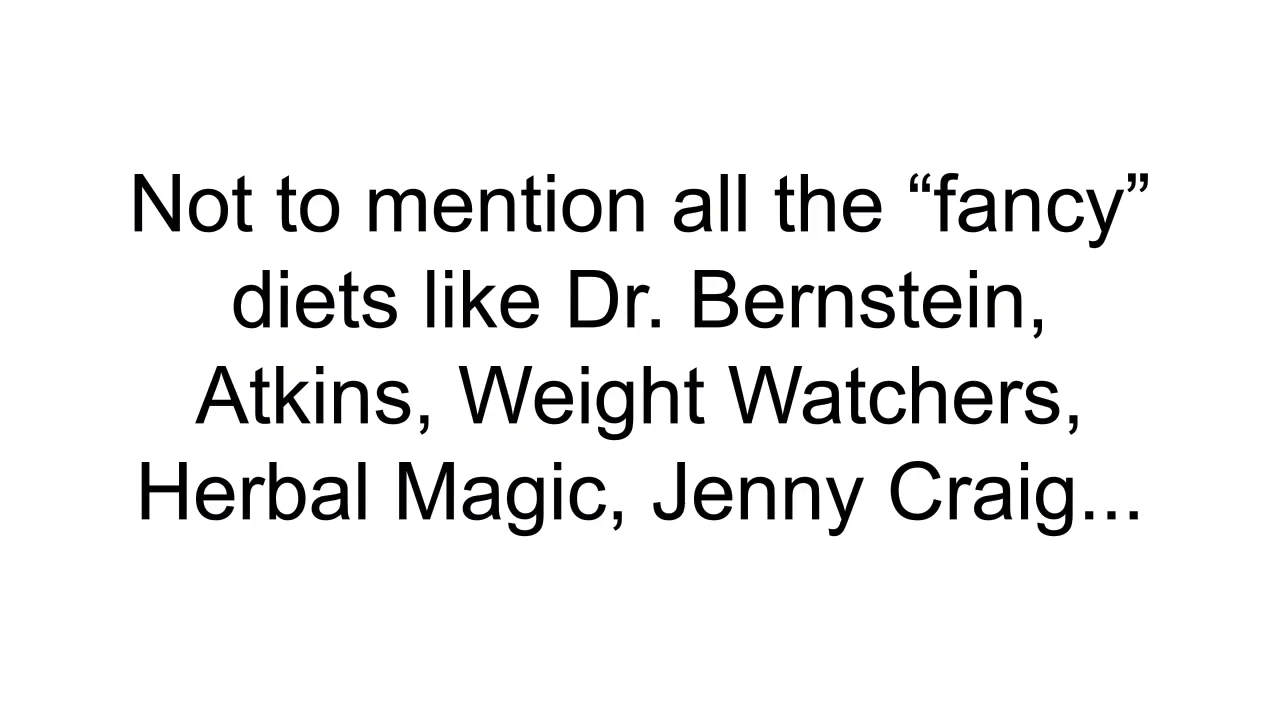 Not to mention all the “fancy”
diets like Dr. Bernstein,
Atkins, Weight Watchers,
Herbal Magic, Jenny Craig...